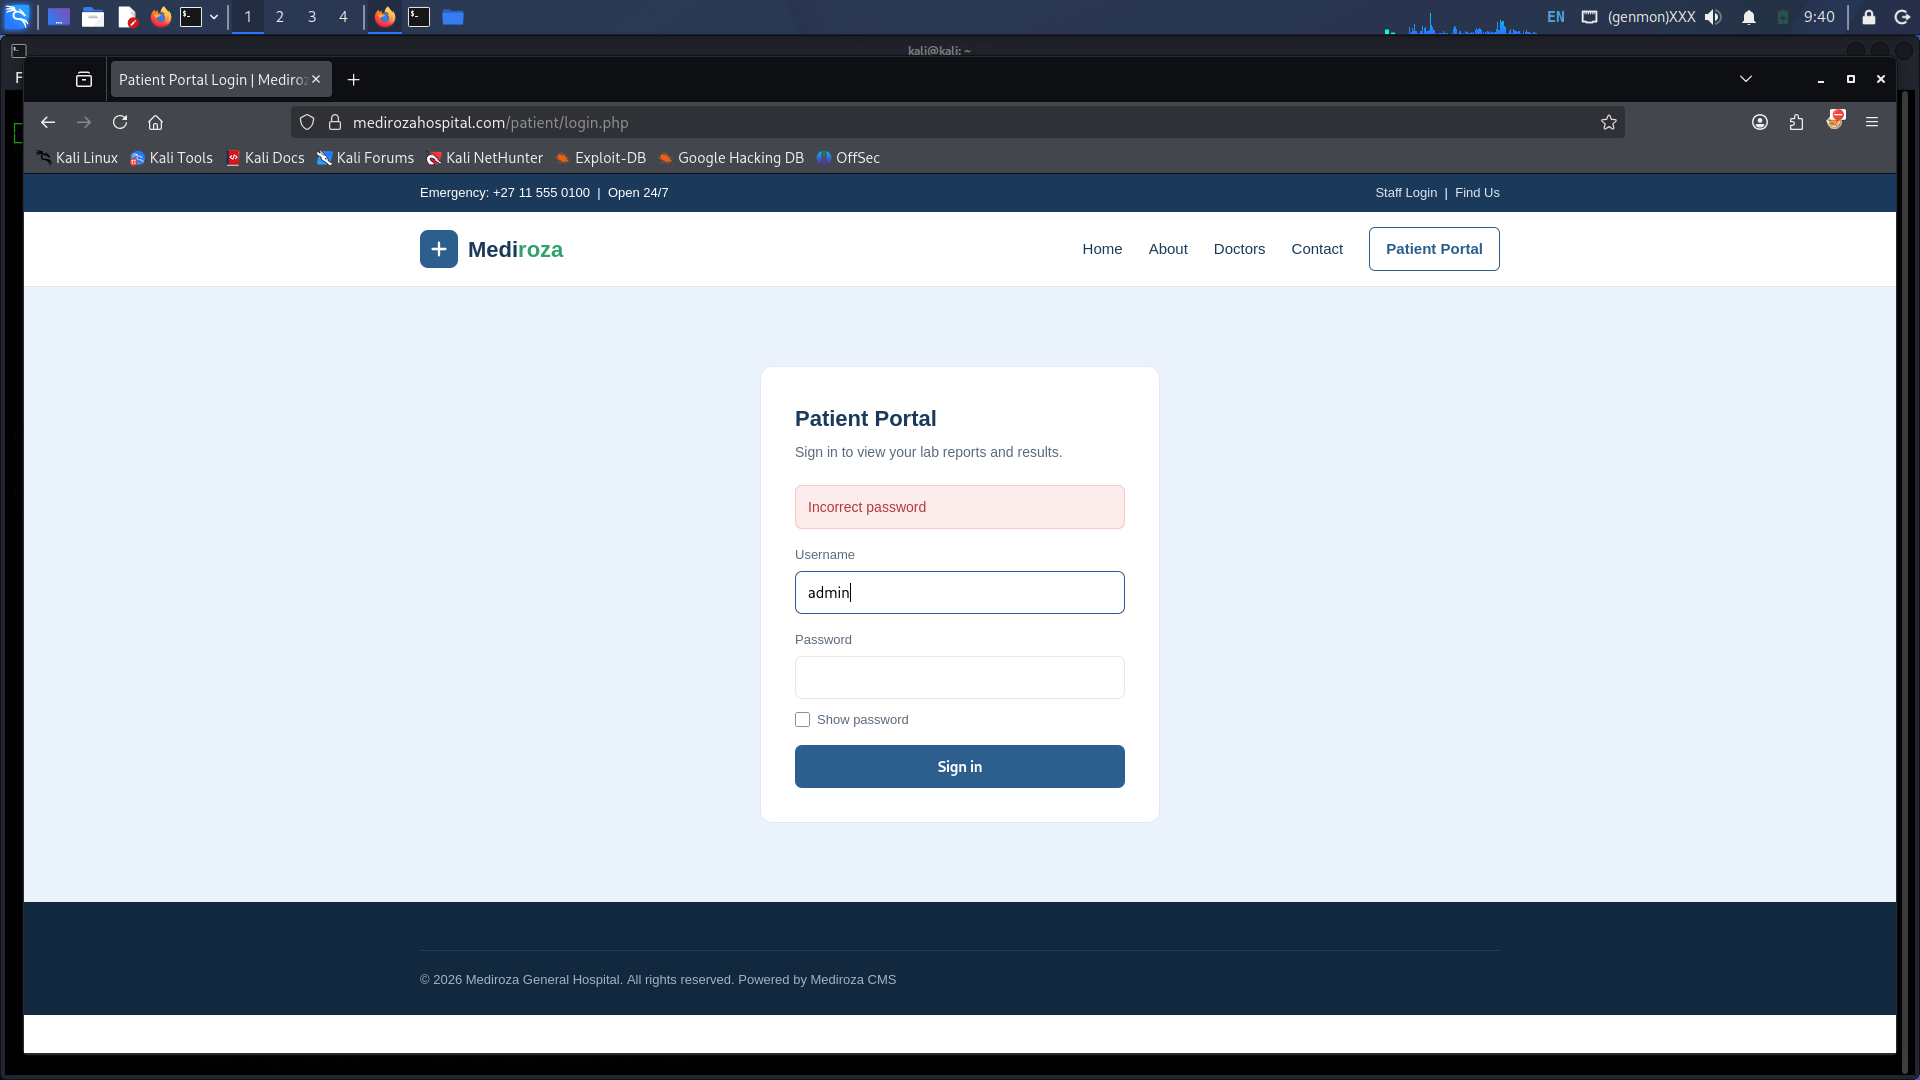 1 2 3 4 EN (genmon)XXX 9:40
kali@kali: ~
F
Patient Portal Login | Mediroz
medirozahospital.com/patient/login.php
Kali Linux Kali Tools Kali Docs Kali Forums Kali NetHunter Exploit-DB Google Hacking DB OffSec
Emergency: +27 11 555 0100 | Open 24/7 Staff Login | Find Us
Mediroza Home About Doctors Contact Patient Portal
Patient Portal
Sign in to view your lab reports and results.
Incorrect password
Username
admin
Password
Show password
Sign in
© 2026 Mediroza General Hospital. All rights reserved. Powered by Mediroza CMS